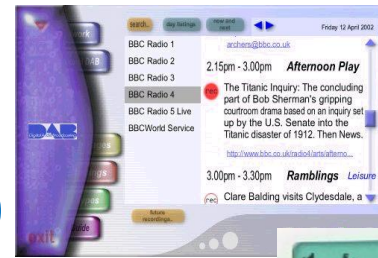 search..
day listings
new and next
Friday 12 April 2002
work
DAB
BBC Radio 1
BBC Radio 2
BBC Radio 3
BBC Radio 4
BBC Radio 5 Live
BBCWorld Service
archers@bbc.co.uk
2.15pm - 3.00pm Afternoon Play
rec
The Titanic Inquiry: The concluding
part of Bob Sherman's gripping
courtroom drama based on an inquiry set
up by the U.S. Senate into the
Titanic disaster of 1912. Then News.
http://www.bbc.co.uk/radio4/arts/afterno...
3.00pm - 3.30pm Ramblings Leisure
rec
Clare Balding visits Clydesdale, a
DAB
future recordings..
exit